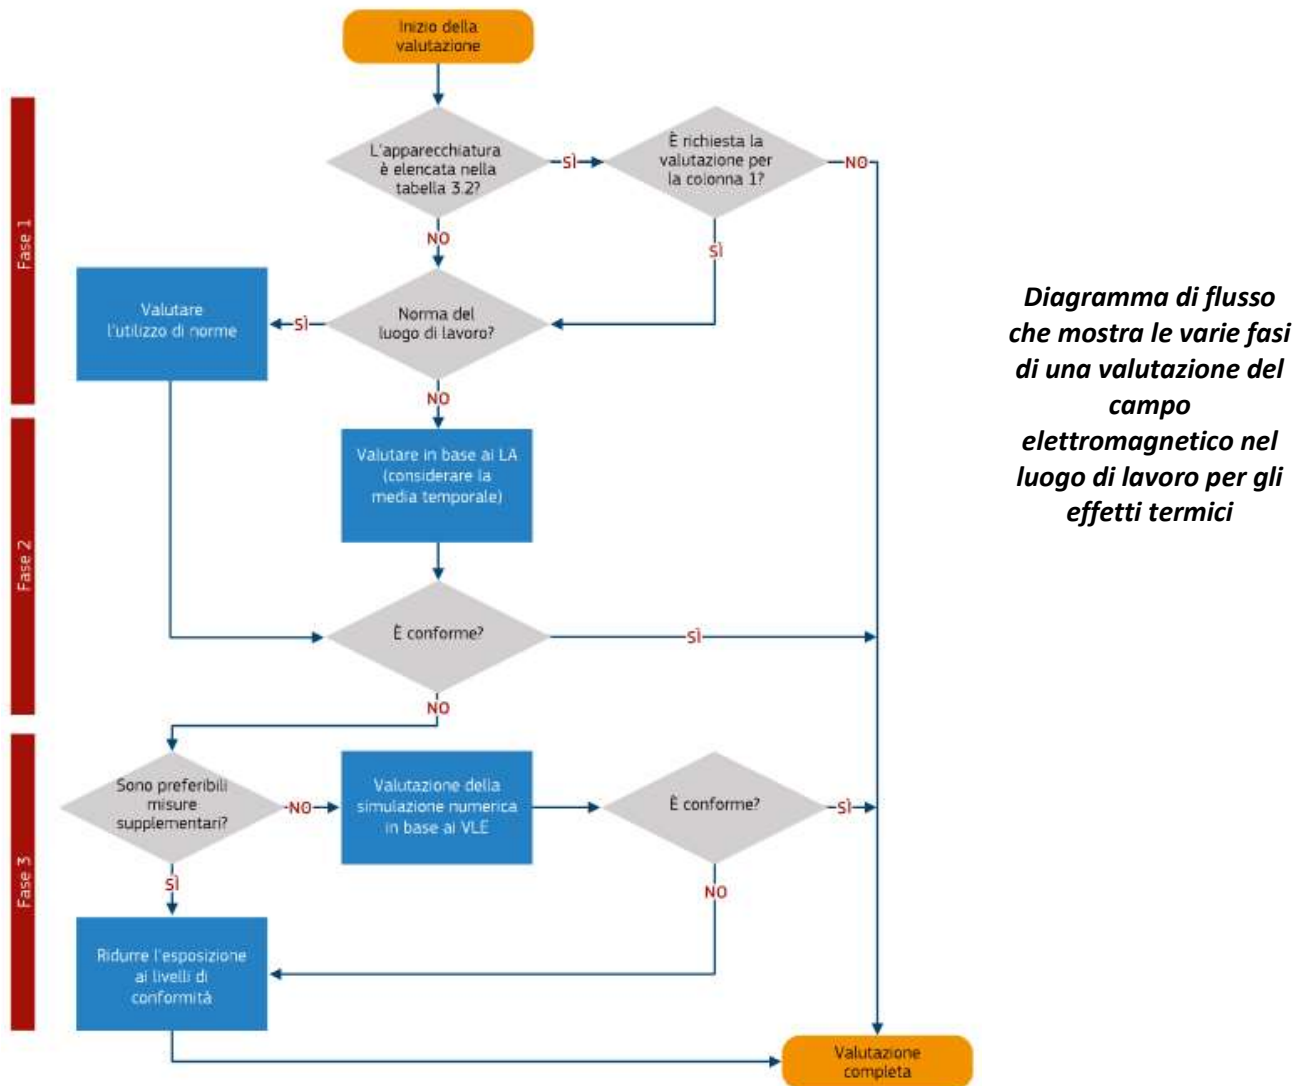 Inizio della
valutazione
L'apparecchiatura
è elencata nella
tabella 3.2?
SÌ
È richiesta la
valutazione per
la colonna 1?
NO
NO
SÌ
Fase 1
Valutare
l'utilizzo di norme
SÌ
Norma del
luogo di lavoro?
NO
Diagramma di flusso
che mostra le varie fasi
di una valutazione del
campo
elettromagnetico nel
luogo di lavoro per gli
effetti termici
Valutare in base ai LA
(considerare la
media temporale)
Fase 2
È conforme?
SÌ
NO
Sono preferibili
misure
supplementari?
NO
Valutazione della
simulazione numerica
in base ai VLE
È conforme?
SÌ
Fase 3
SÌ
NO
Ridurre l'esposizione
ai livelli di
conformità
Valutazione
completa